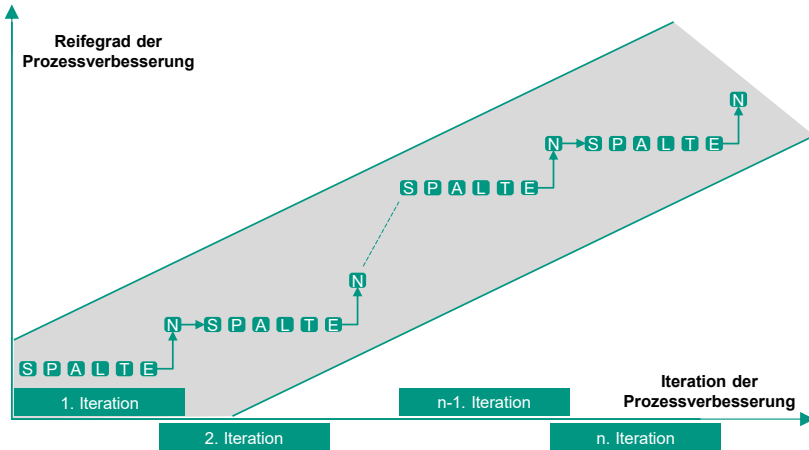 Reifegrad der
Prozessverbesserung
N
N S P A L T E
S P A L T E
N
N S P A L T E
S P A L T E
1. Iteration
n-1. Iteration
Iteration der
Prozessverbesserung
2. Iteration
n. Iteration